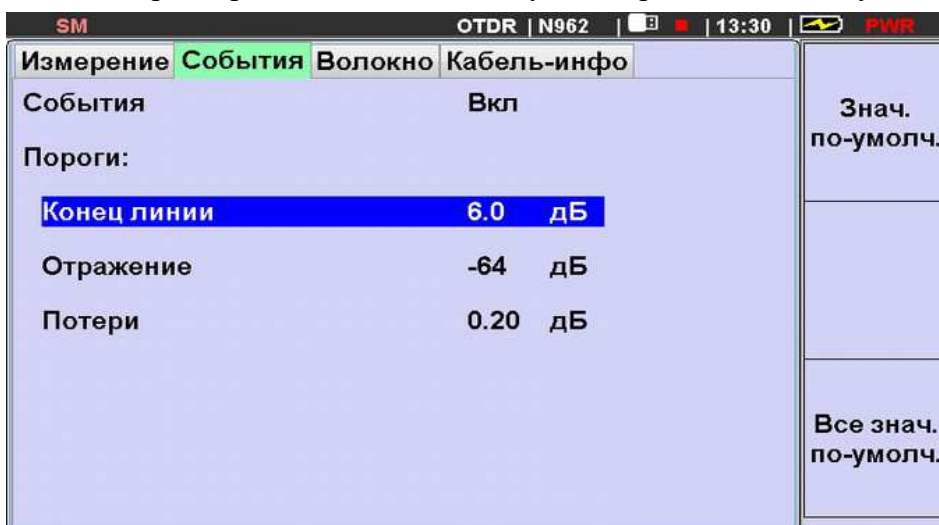 SM OTDR | N962 | | 13:30 | PWR
Измерение События Волокно Кабель-инфо
События Вкл
Пороги:
Конец линии 6.0 дБ
Отражение -64 дБ
Потери 0.20 дБ
Знач.
по-умолч.
Все знач.
по-умолч.